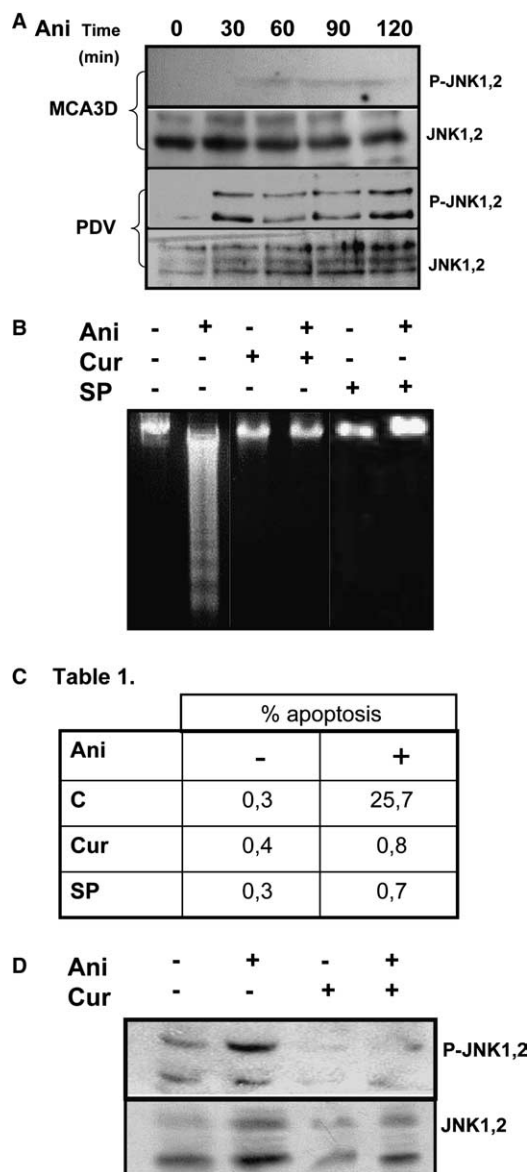 A Ani Time (min) 0 30 60 90 120
MCA3D
P-JNK1,2
JNK1,2
PDV
P-JNK1,2
JNK1,2
B Ani - + - + - +
Cur - - + + - -
SP - - - - + +
C Table 1.
% apoptosis
Ani - +
C 0,3 25,7
Cur 0,4 0,8
SP 0,3 0,7
D Ani - + - +
Cur - - + +
P-JNK1,2
JNK1,2